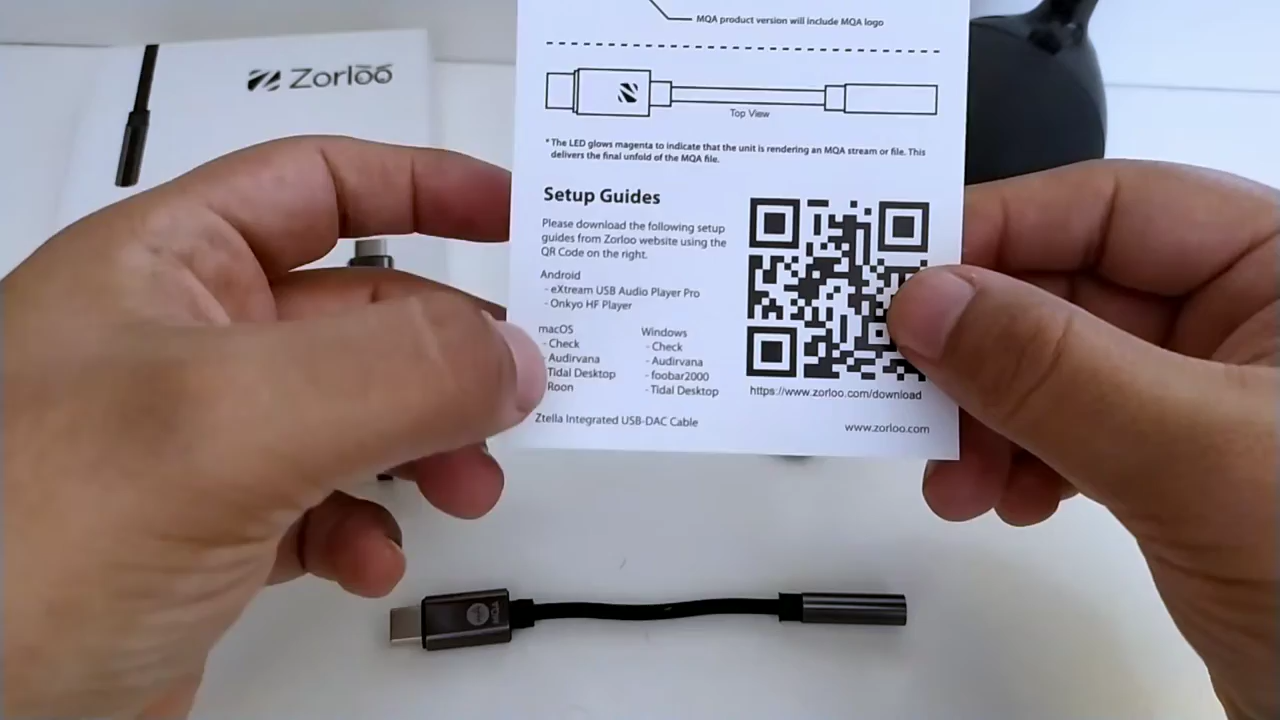 Zorloo
MQA product version will include MQA logo
Top View
* The LED glows magenta to indicate that the unit is rendering an MQA stream or file. This
delivers the final unfold of the MQA file.
Setup Guides
Please download the following setup
guides from Zorloo website using the
QR Code on the right.
Android
- eXtream USB Audio Player Pro
- Onkyo HF Player
macOS
- Check
- Audirvana
Tidal Desktop
Roon
Windows
- Check
- Audirvana
- foobar2000
- Tidal Desktop
https://www.zorloo.com/download
Ztella Integrated USB-DAC Cable
www.zorloo.com